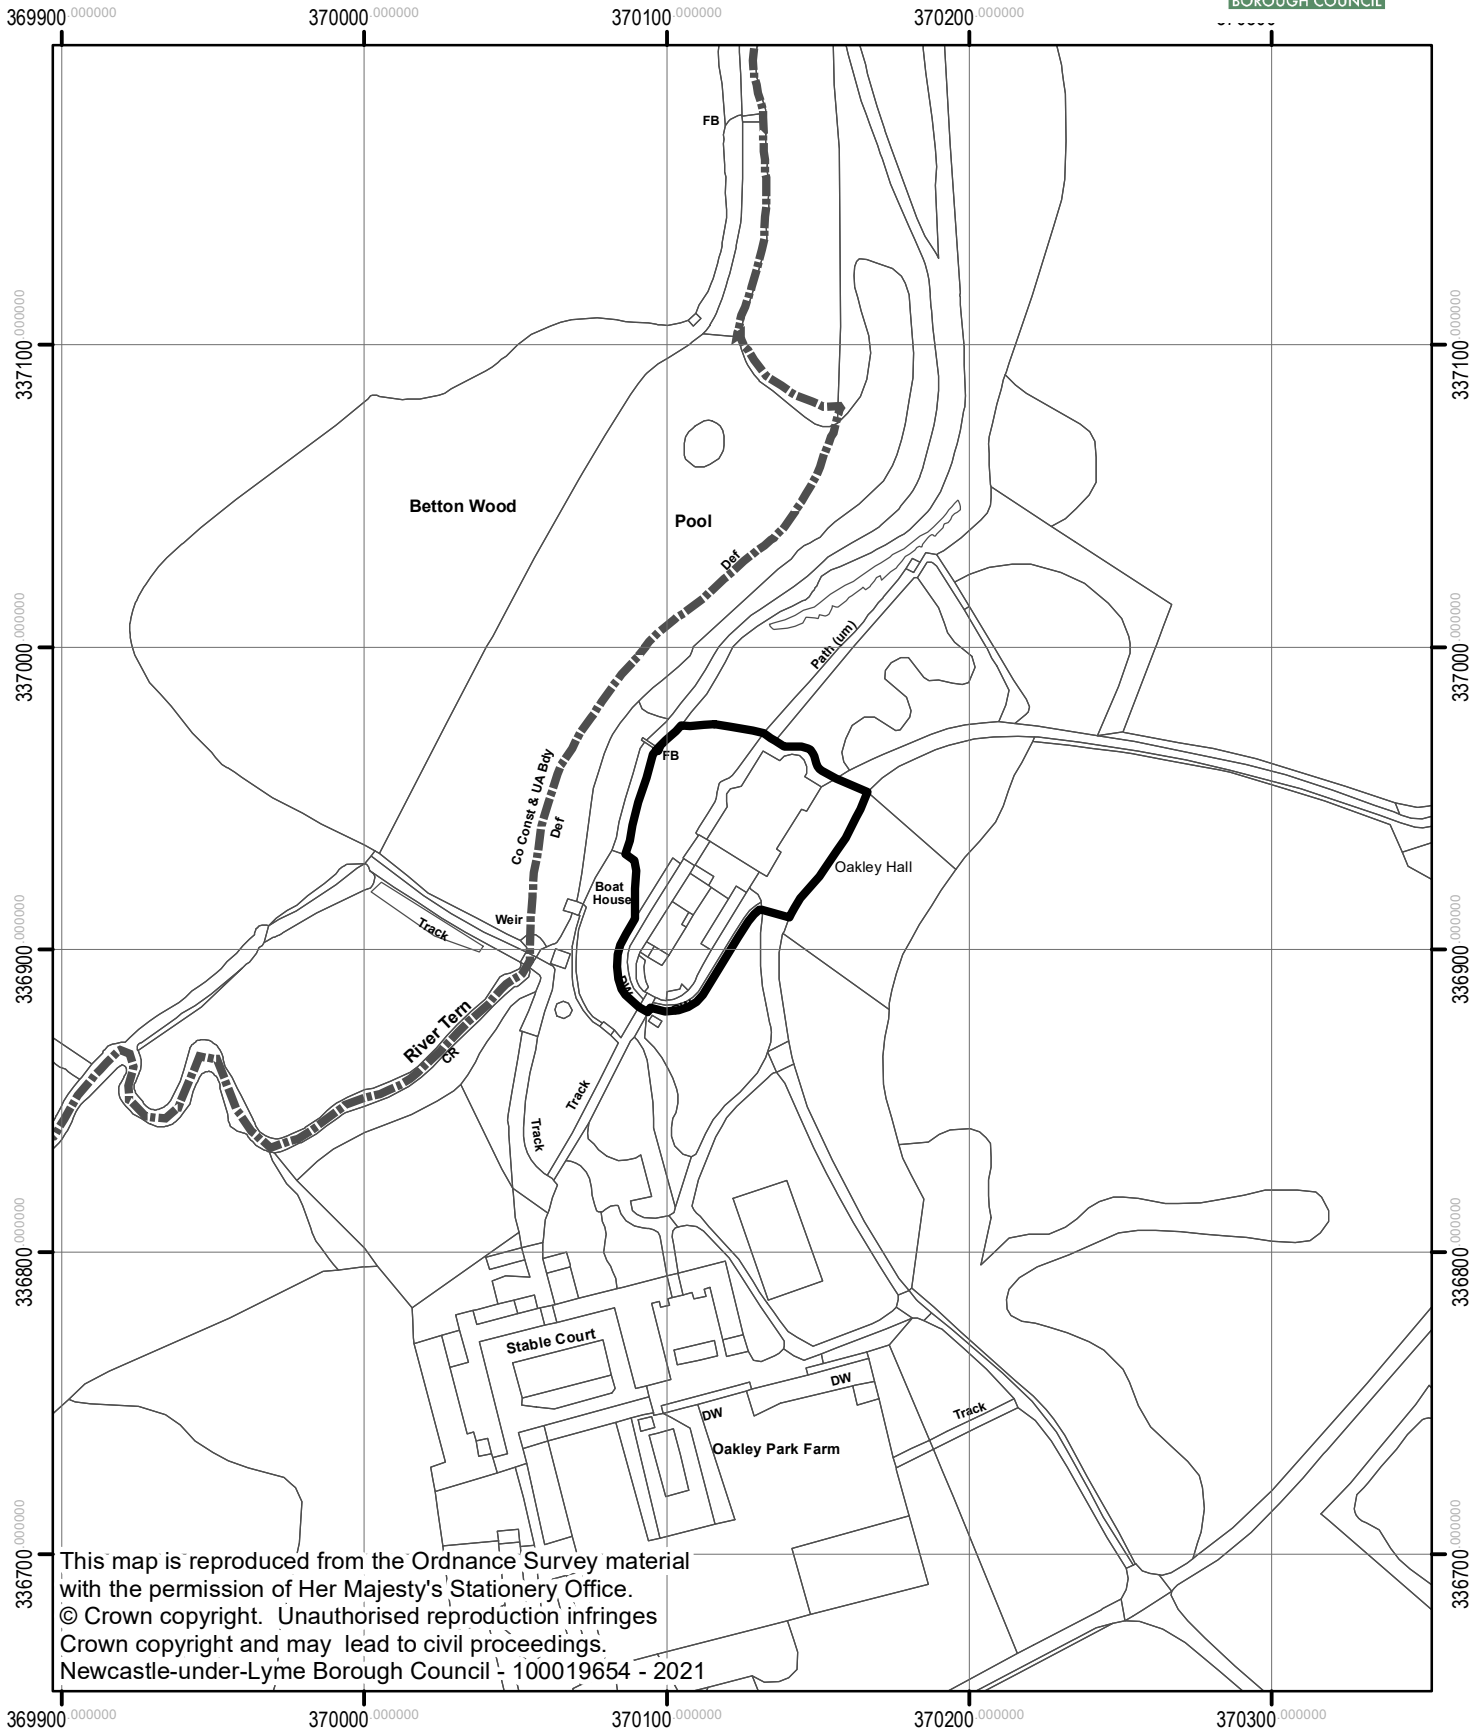 BOROUGH COUNCIL
369900.000000
370000.000000
370100.000000
370200.000000
FB
337100.000000
337100.000000
Betton Wood
Pool
Def
337000.000000
337000.000000
Path (um)
FB
Co Const & UA Bdy
Def
Oakley Hall
Boat
House
Weir
Track
336900.000000
336900.000000
River Tern
CR
Track
Track
336800.000000
336800.000000
Stable Court
DW
DW
Track
Oakley Park Farm
336700.000000
336700.000000
This map is reproduced from the Ordnance Survey material
with the permission of Her Majesty's Stationery Office.
© Crown copyright. Unauthorised reproduction infringes
Crown copyright and may lead to civil proceedings.
Newcastle-under-Lyme Borough Council - 100019654 - 2021
369900.000000
370000.000000
370100.000000
370200.000000
370300.000000